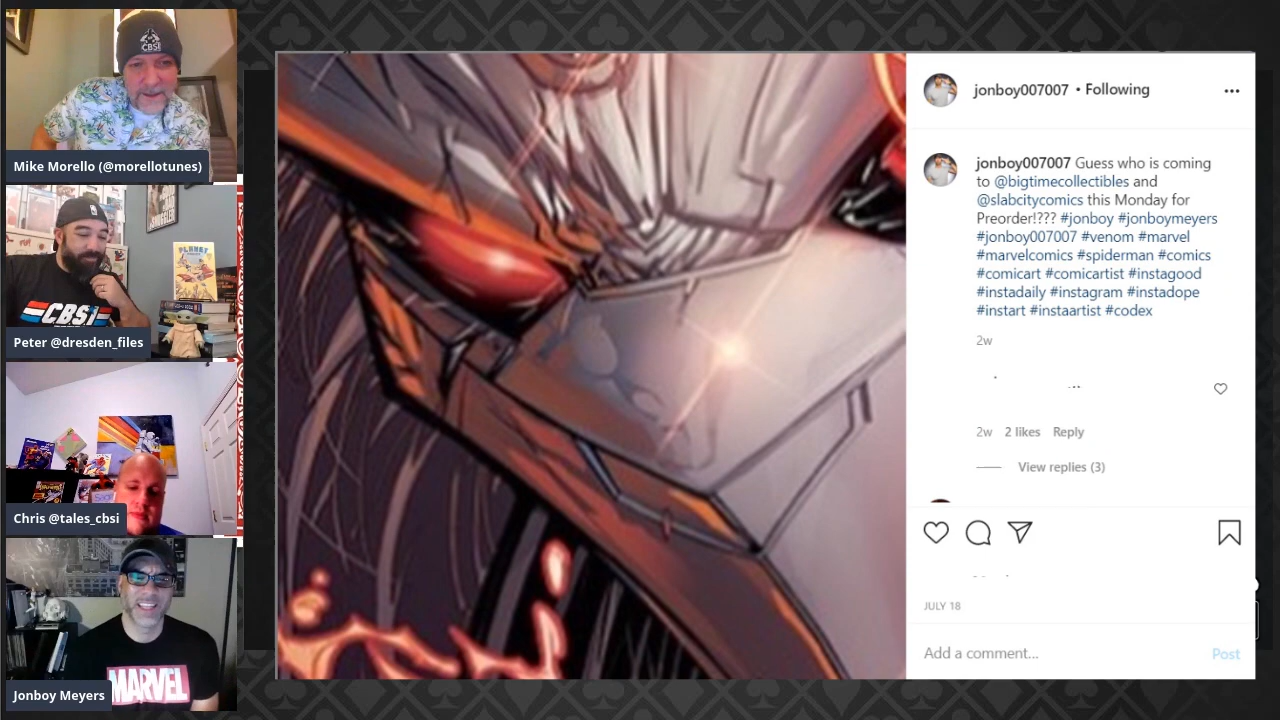 CBSI
Mike Morello (@morellotunes)
PLANET
CBSI
Peter @dresden_files
Chris @tales_cbsi
MARVEL
Jonboy Meyers
jonboy007007 • Following
jonboy007007 Guess who is coming
to @bigtimecollectibles and
@slabcitycomics this Monday for
Preorder!??? #jonboy #jonboymeyers
#jonboy007007 #venom #marvel
#marvelcomics #spiderman #comics
#comicart #comicartist #instagood
#instadaily #instagram #instadope
#instart #instaartist #codex
2w
2w 2 likes Reply
View replies (3)
JULY 18
Add a comment... Post